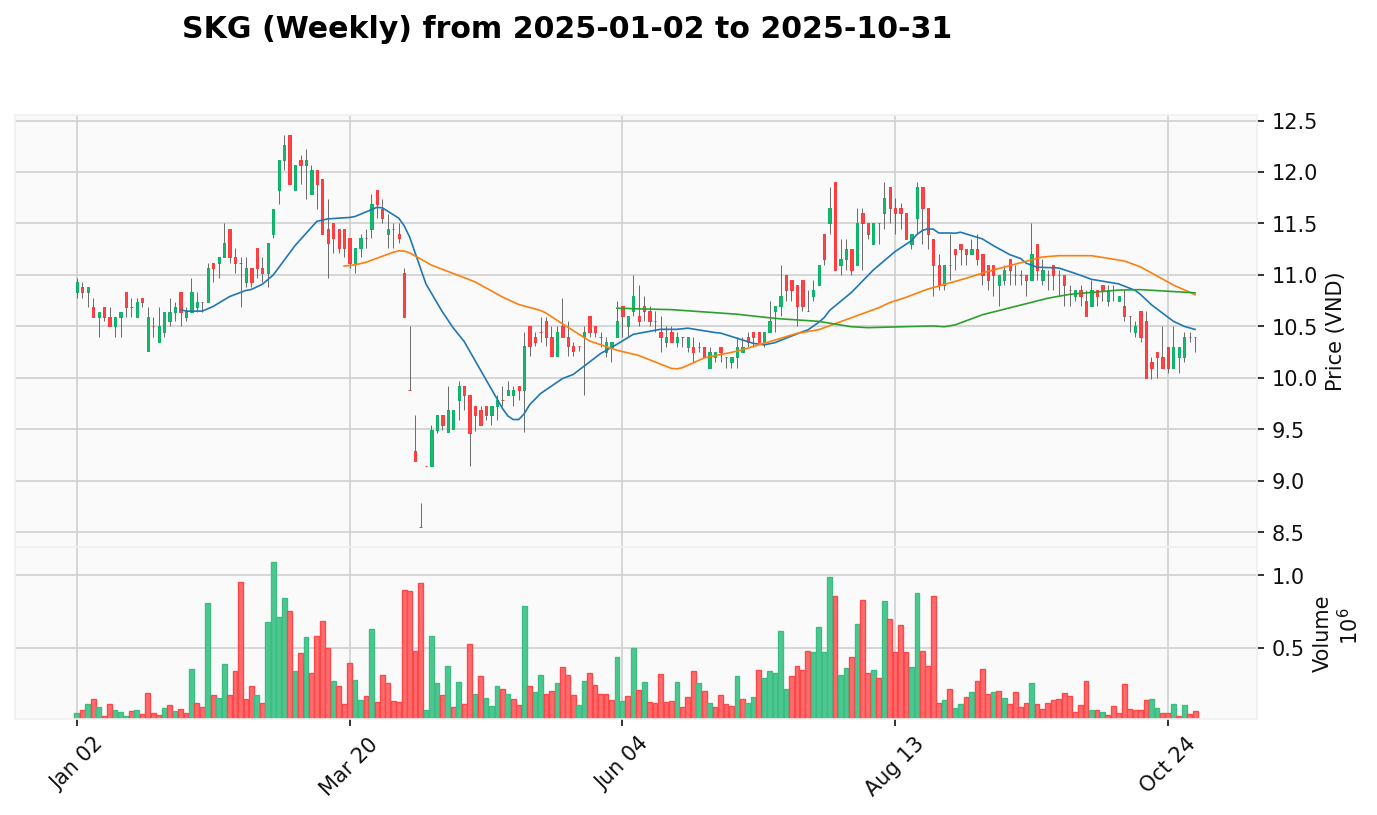 SKG (Weekly) from 2025-01-02 to 2025-10-31
12.5
12.0
11.5
11.0
10.5
10.0
9.5
9.0
8.5
Price (VND)
1.0
0.5
Volume
10⁶
Jan 02
Mar 20
Jun 04
Aug 13
Oct 24